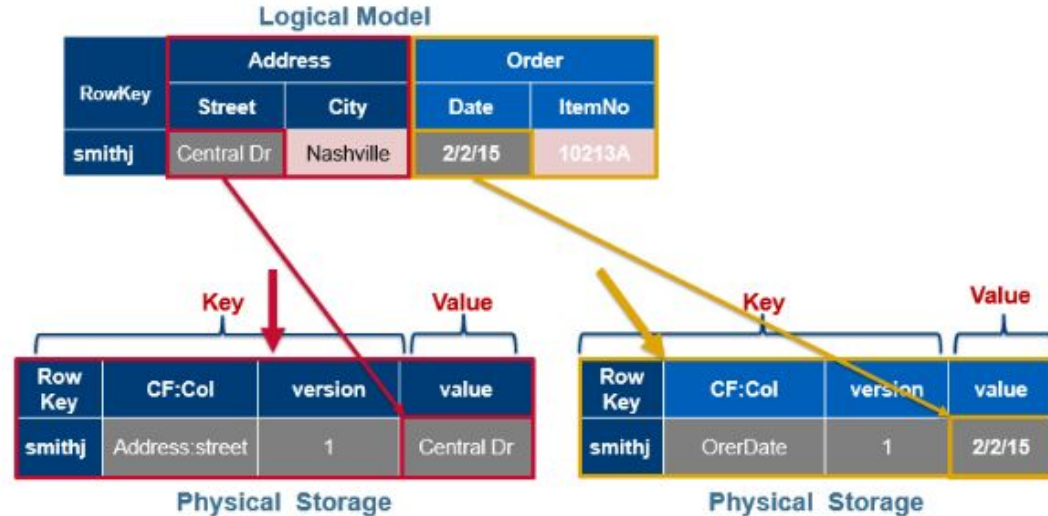 Logical Model
RowKey Address Order
Street City Date ItemNo
smithj Central Dr Nashville 2/2/15 10213A
Key Value Key Value
Row Key CF:Col version value Row Key CF:Col version value
smithj Address:street 1 Central Dr smithj OrerDate 1 2/2/15
Physical Storage Physical Storage